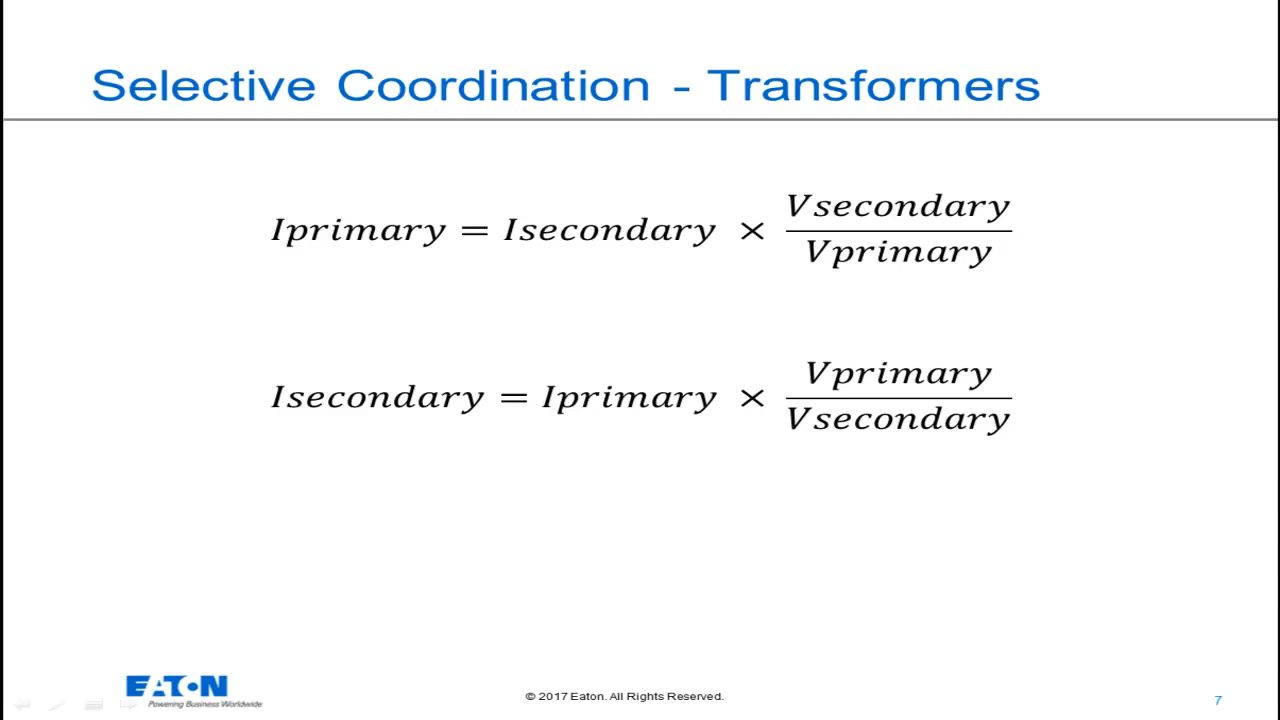 Selective Coordination - Transformers
Iprimary = Isecondary × Vsecondary / Vprimary
Isecondary = Iprimary × Vprimary / Vsecondary
EATON
Powering Business Worldwide
© 2017 Eaton. All Rights Reserved.
7